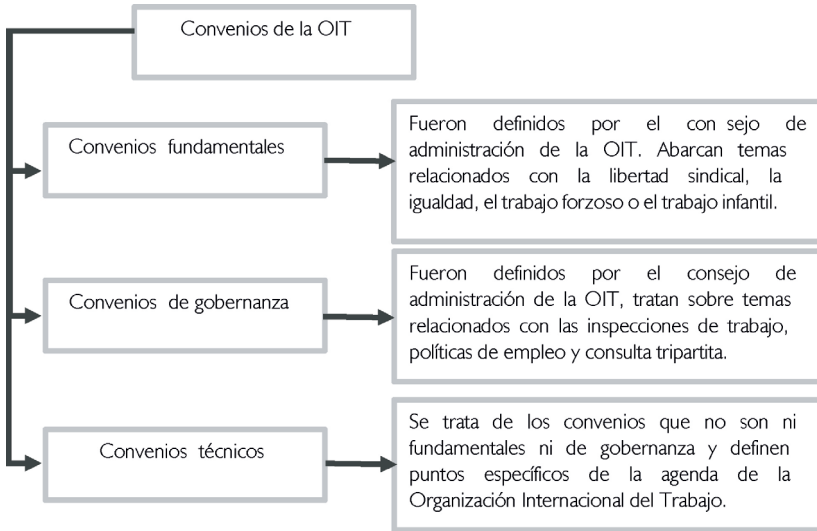 Convenios de la OIT
Convenios fundamentales
Fueron definidos por el con sejo de
administración de la OIT. Abarcan temas
relacionados con la libertad sindical, la
igualdad, el trabajo forzoso o el trabajo infantil.
Convenios de gobernanza
Fueron definidos por el consejo de
administración de la OIT, tratan sobre temas
relacionados con las inspecciones de trabajo,
políticas de empleo y consulta tripartita.
Convenios técnicos
Se trata de los convenios que no son ni
fundamentales ni de gobernanza y definen
puntos específicos de la agenda de la
Organización Internacional del Trabajo.